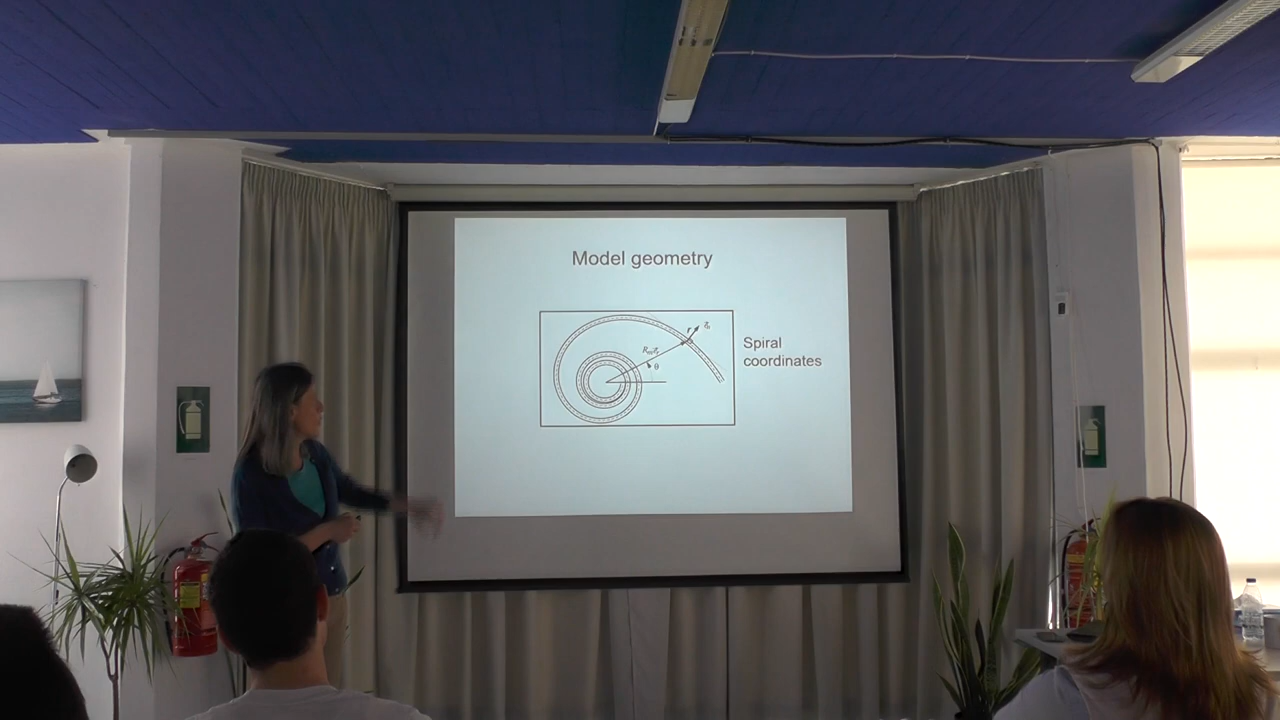 Model geometry
Spiral
coordinates
r
θ